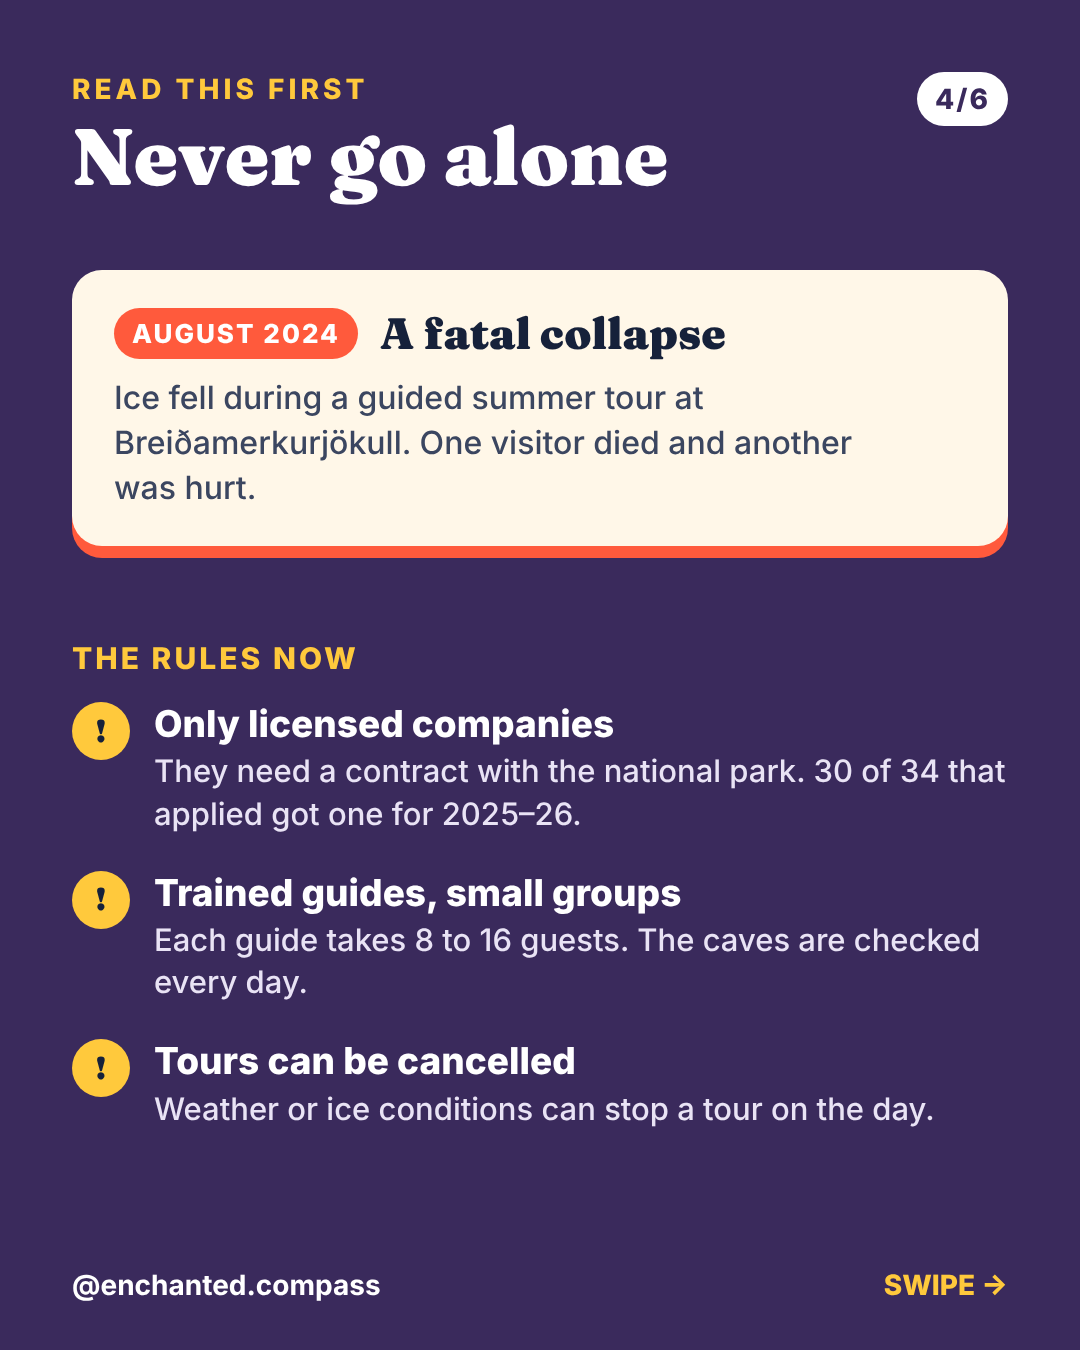 READ THIS FIRST
4/6
Never go alone
AUGUST 2024
A fatal collapse
Ice fell during a guided summer tour at
Breiðamerkurjökull. One visitor died and another
was hurt.
THE RULES NOW
!
Only licensed companies
They need a contract with the national park. 30 of 34 that
applied got one for 2025–26.
!
Trained guides, small groups
Each guide takes 8 to 16 guests. The caves are checked
every day.
!
Tours can be cancelled
Weather or ice conditions can stop a tour on the day.
@enchanted.compass
SWIPE →